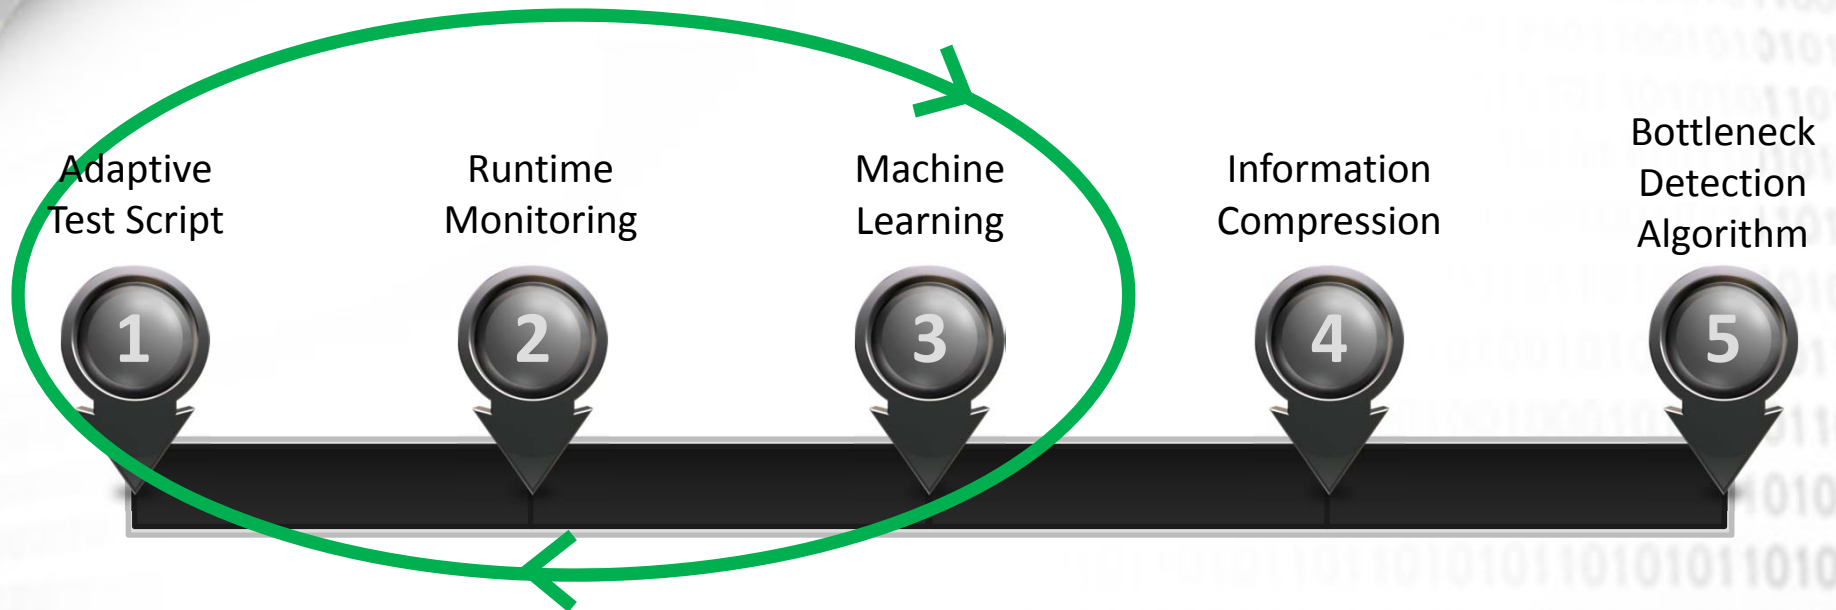 Adaptive
Test Script
Runtime
Monitoring
Machine
Learning
Information
Compression
Bottleneck
Detection
Algorithm
1
2
3
4
5